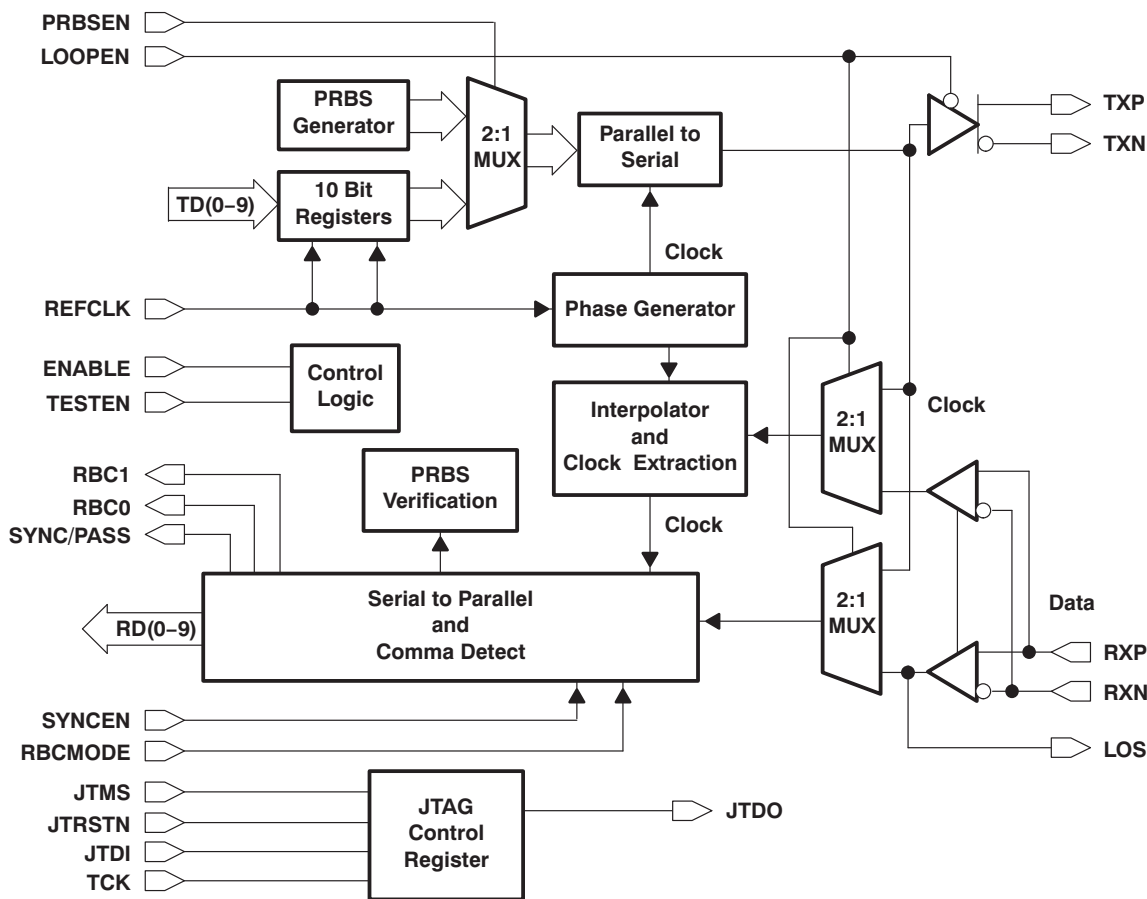 PRBSEN
LOOPEN
PRBS
Generator
2:1
MUX
Parallel to
Serial
TXP
TXN
TD(0–9)
10 Bit
Registers
Clock
REFCLK
Phase Generator
ENABLE
TESTEN
Control
Logic
Interpolator
and
Clock Extraction
2:1
MUX
Clock
RBC1
RBC0
SYNC/PASS
PRBS
Verification
Clock
RD(0–9)
Serial to Parallel
and
Comma Detect
2:1
MUX
Data
RXP
RXN
SYNCEN
RBCMODE
LOS
JTMS
JTRSTN
JTDI
TCK
JTAG
Control
Register
JTDO